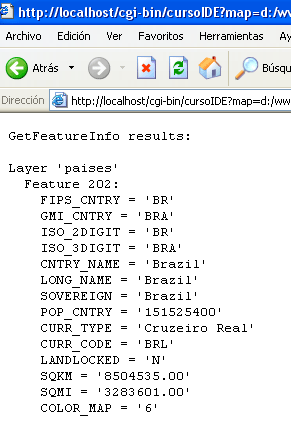 http://localhost/cgi-bin/cursoIDE?map=d:/ww
Archivo Edición Ver Favoritos Herramientas Ayuda
Atrás Búsqu
Dirección http://localhost/cgi-bin/cursoIDE?map=d:/ww
GetFeatureInfo results:
Layer 'paises'
Feature 202:
FIPS_CNTRY = 'BR'
GMI_CNTRY = 'BRA'
ISO_2DIGIT = 'BR'
ISO_3DIGIT = 'BRA'
CNTRY_NAME = 'Brazil'
LONG_NAME = 'Brazil'
SOVEREIGN = 'Brazil'
POP_CNTRY = '151525400'
CURR_TYPE = 'Cruzeiro Real'
CURR_CODE = 'BRL'
LANDLOCKED = 'N'
SQKM = '8504535.00'
SQMI = '3283601.00'
COLOR_MAP = '6'